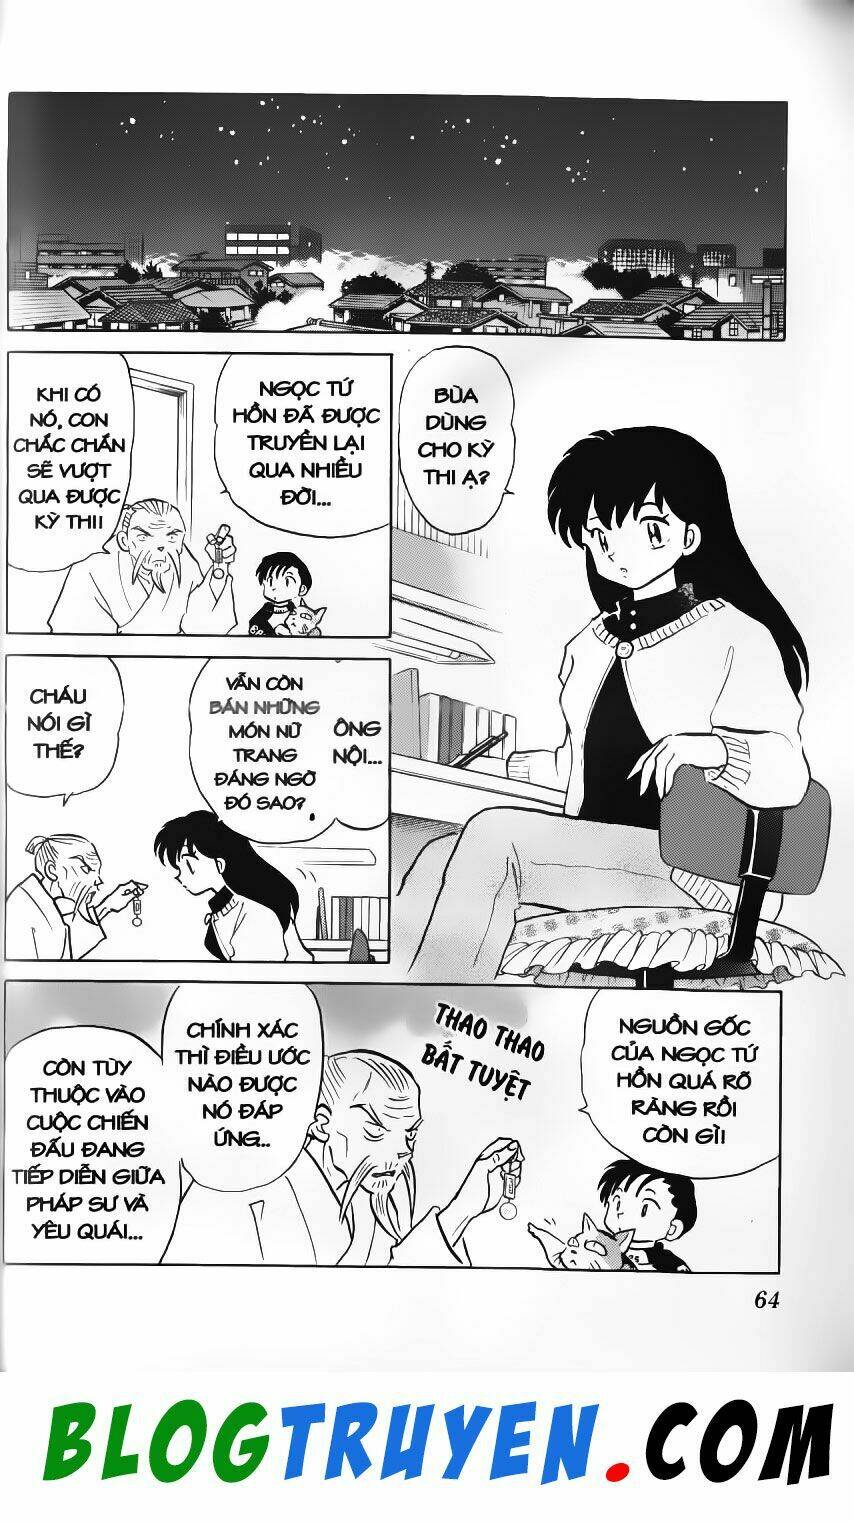 BÙA
DÙNG
CHO KỲ
THI Ạ?
NGỌC TỨ
HỒN ĐÃ ĐƯỢC
TRUYỀN LẠI
QUA NHIỀU
ĐỜI...
KHI CÓ
NÓ, CON
CHẮC CHẮN
SẼ VƯỢT
QUA ĐƯỢC
KỲ THI!
ÔNG
NỘI...
VẪN CÒN
BÁN NHỮNG
MÓN NỮ
TRANG
ĐÁNG NGỜ
ĐÓ SAO?
CHÁU
NÓI GÌ
THẾ?
NGUỒN GỐC
CỦA NGỌC TỨ
HỒN QUÁ RÕ
RÀNG RỒI
CÒN GÌ!
THAO THAO
BẤT TUYỆT
CHÍNH XÁC
THÌ ĐIỀU ƯỚC
NÀO ĐƯỢC
NÓ ĐÁP
ỨNG...
CÒN TÙY
THUỘC VÀO
CUỘC CHIẾN
ĐẤU ĐANG
TIẾP DIỄN GIỮA
PHÁP SƯ VÀ
YÊU QUÁI...
64
BLOGTRUYEN.COM